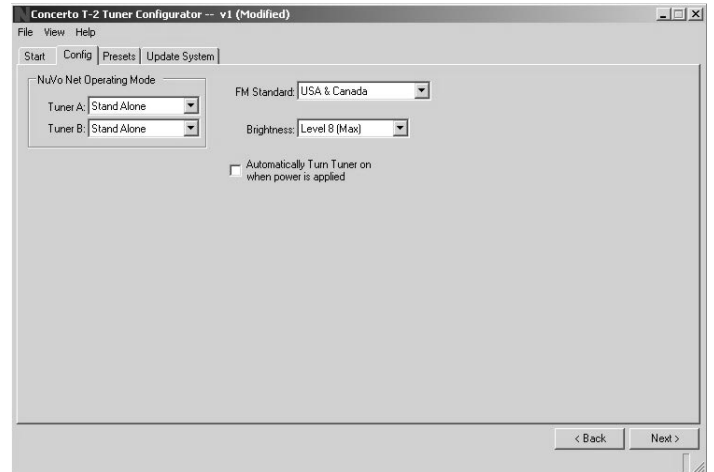 Concerto T-2 Tuner Configurator -- v1 (Modified)
File View Help
Start Config Presets Update System
NuVo Net Operating Mode
Tuner A: Stand Alone
Tuner B: Stand Alone
FM Standard: USA & Canada
Brightness: Level 8 (Max)
Automatically Turn Tuner on
when power is applied
< Back Next >